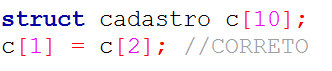 struct cadastro c[10];
c[1] = c[2]; //CORRETO